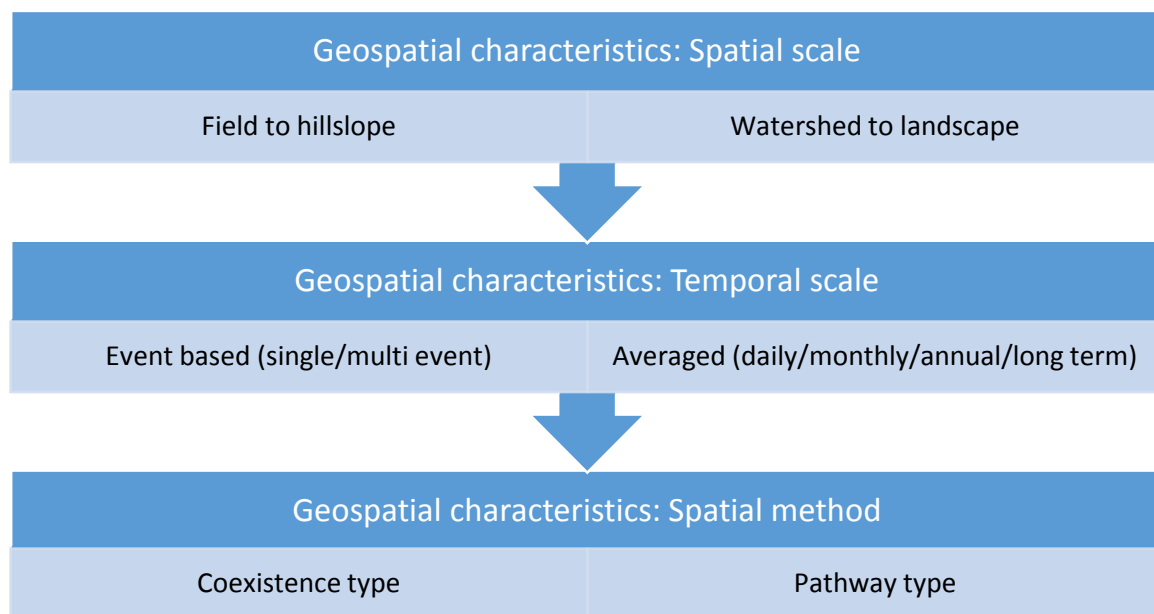 Geospatial characteristics: Spatial scale
Field to hillslope
Watershed to landscape
Geospatial characteristics: Temporal scale
Event based (single/multi event)
Averaged (daily/monthly/annual/long term)
Geospatial characteristics: Spatial method
Coexistence type
Pathway type